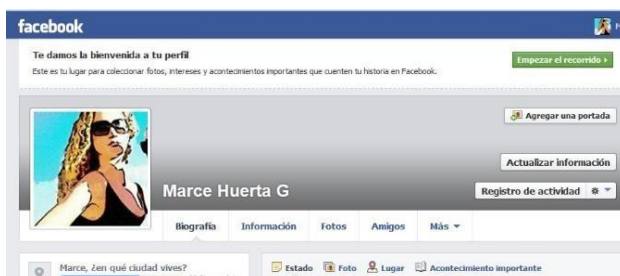 facebook
Te damos la bienvenida a tu perfil
Este es tu lugar para coleccionar fotos, intereses y acontecimientos importantes que cuenten tu historia en Facebook.
Empezar el recorrido
Agregar una portada
Actualizar información
Marce Huerta G
Registro de actividad
Biografía Información Fotos Amigos Más
Marce, ¿en qué ciudad vives?
Estado Foto Lugar Acontecimiento importante